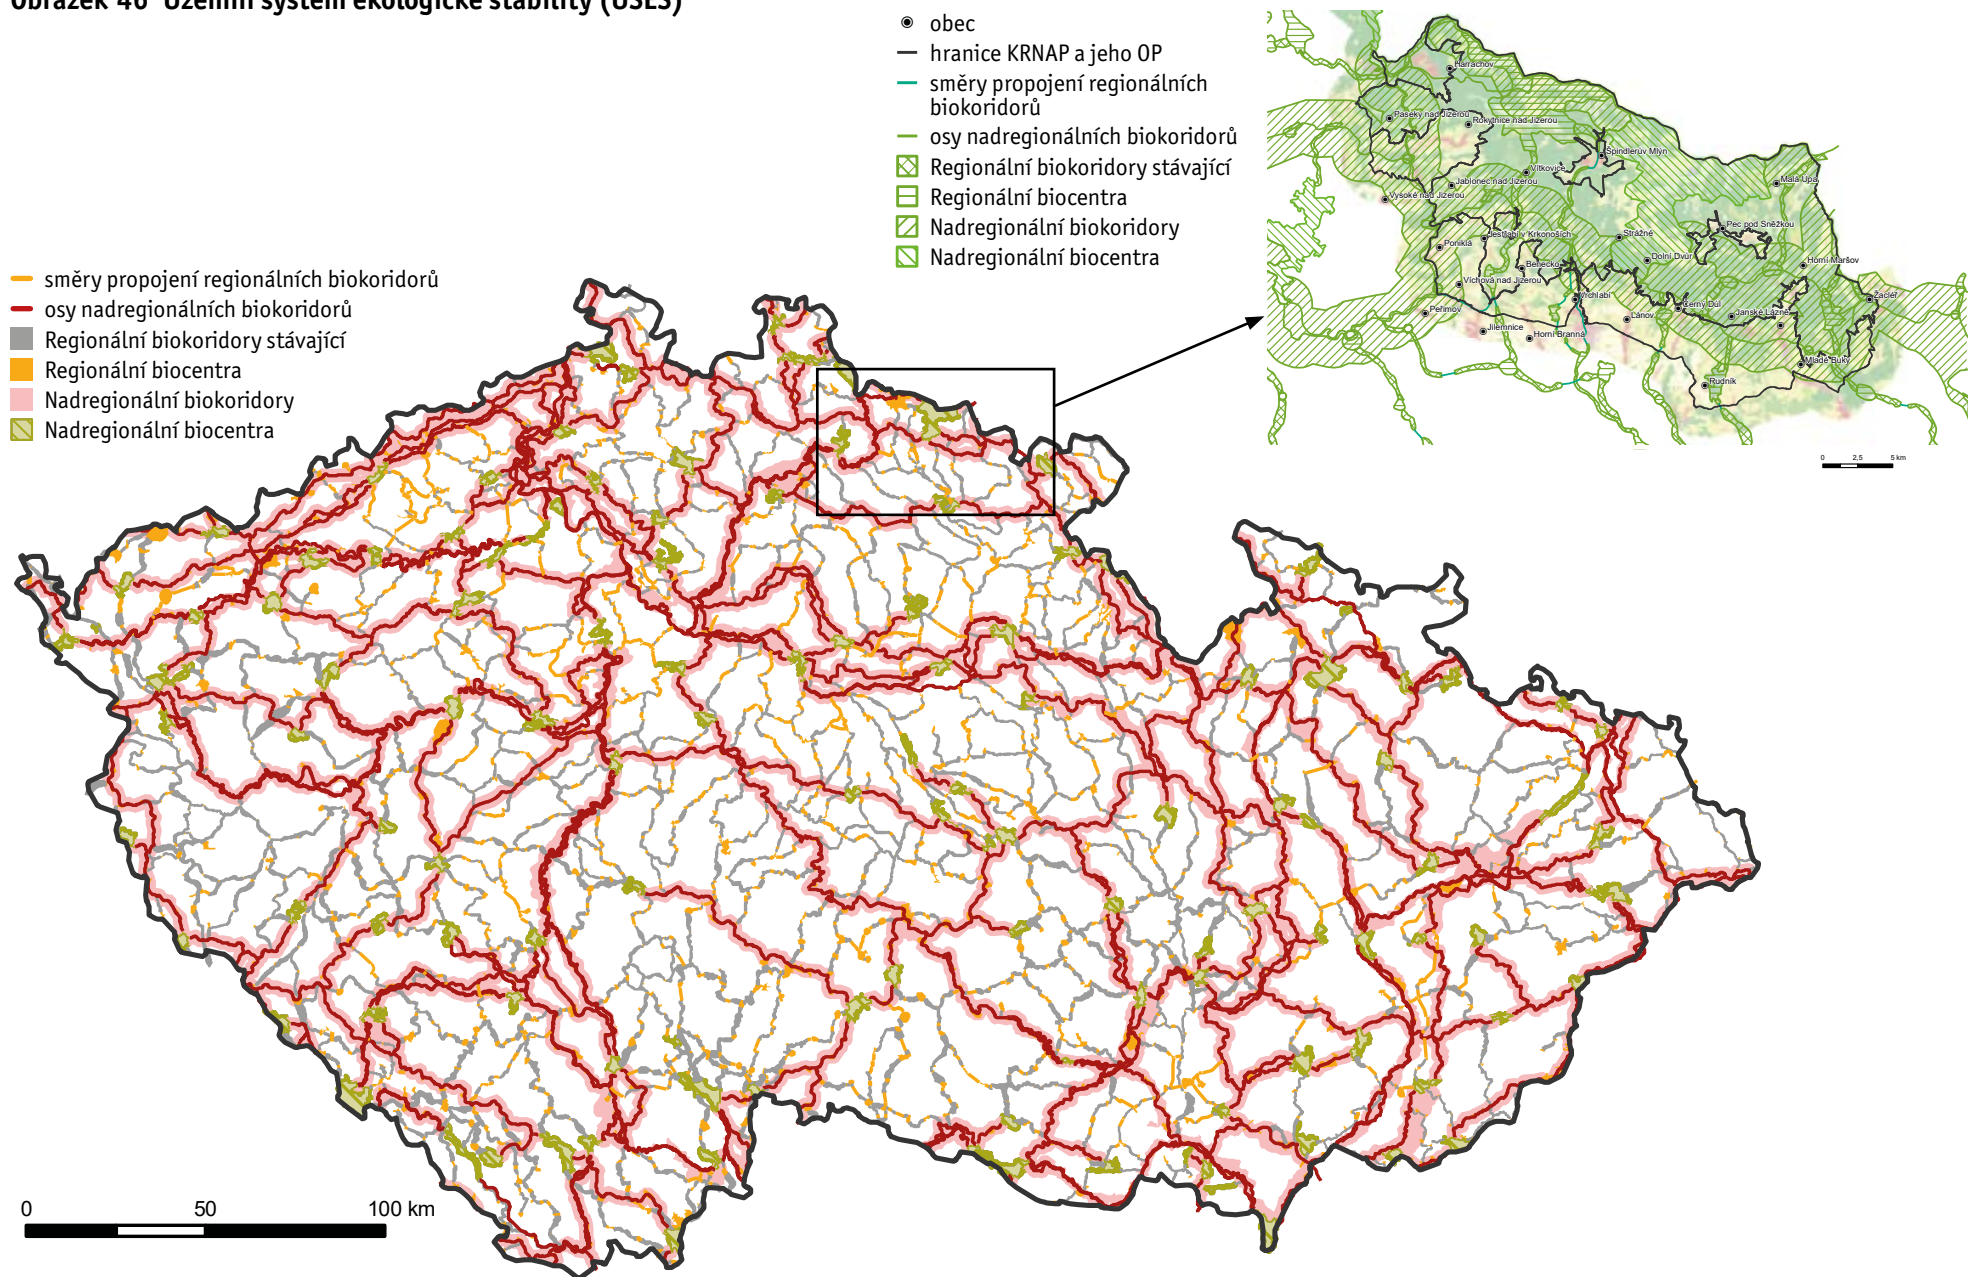 Obrázek 46 Územní systém ekologické stability (ÚSES)
obec
hranice KRNAP a jeho OP
směry propojení regionálních
biokoridorů
osy nadregionálních biokoridorů
Regionální biokoridory stávající
Regionální biocentra
Nadregionální biokoridory
Nadregionální biocentra
směry propojení regionálních biokoridorů
osy nadregionálních biokoridorů
Regionální biokoridory stávající
Regionální biocentra
Nadregionální biokoridory
Nadregionální biocentra
Harrachov
Paseky nad Jizerou
Rokytnice nad Jizerou
Špindlerův Mlýn
Vítkovice
Jablonec nad Jizerou
Malá Úpa
Vysoké nad Jizerou
Pec pod Sněžkou
Jestřabí v Krkonoších
Strážné
Poniklá
Dolní Dvůr
Benecko
Horní Maršov
Víchová nad Jizerou
Vrchlabí
Žacléř
Černý Důl
Peřimov
Lánov
Janské Lázně
Jilemnice
Horní Branná
Mladé Buky
Rudník
0 2,5 5 km
0 50 100 km